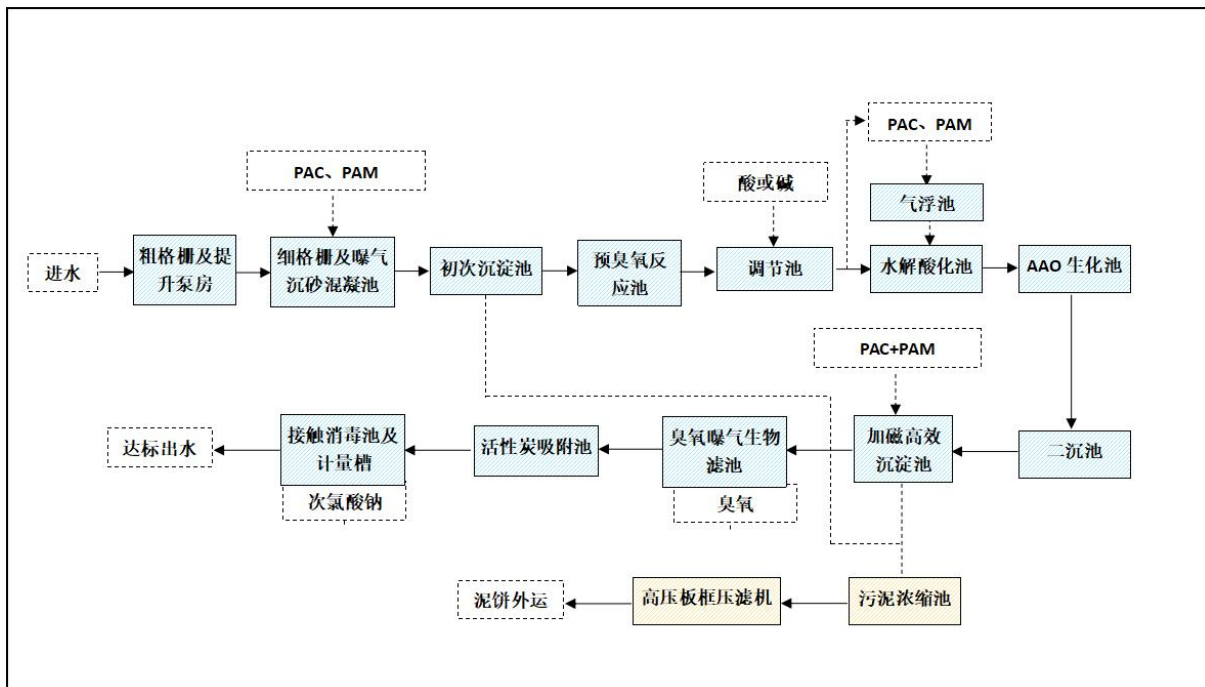 PAC、PAM
PAC、PAM
酸或碱
气浮池
进水
粗格栅及提
升泵房
细格栅及曝气
沉砂混凝池
初次沉淀池
预臭氧反
应池
调节池
水解酸化池
AAO 生化池
PAC+PAM
达标出水
接触消毒池及
计量槽
次氯酸钠
活性炭吸附池
臭氧曝气生物
滤池
臭氧
加磁高效
沉淀池
二沉池
泥饼外运
高压板框压滤机
污泥浓缩池